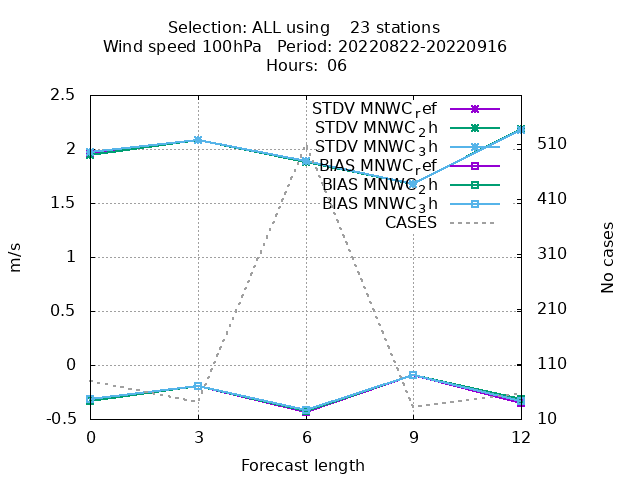 Selection: ALL using    23 stations
Wind speed 100hPa   Period: 20220822-20220916
Hours:  06
2.5
2
1.5
1
0.5
0
-0.5
m/s
STDV MNWC_ref
STDV MNWC_2h
STDV MNWC_3h
BIAS MNWC_ref
BIAS MNWC_2h
BIAS MNWC_3h
CASES
510
410
310
210
110
10
No cases
0 3 6 9 12
Forecast length